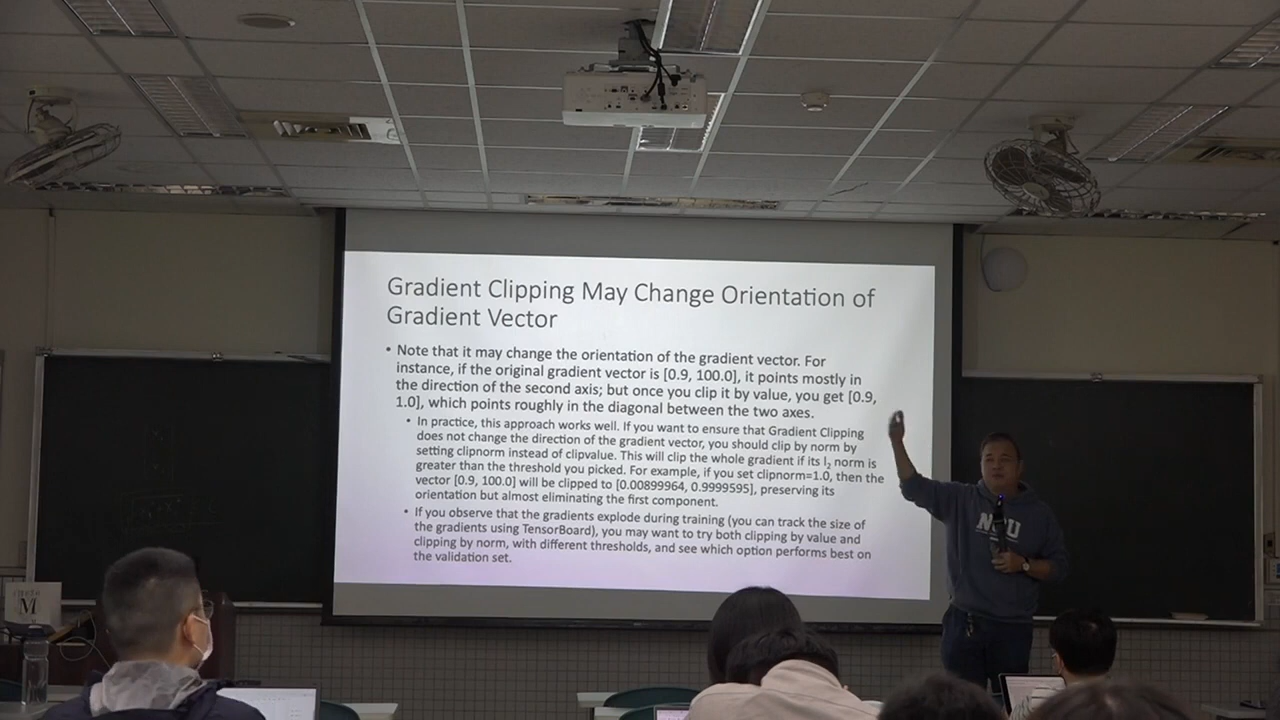 Gradient Clipping May Change Orientation of
Gradient Vector
• Note that it may change the orientation of the gradient vector. For
instance, if the original gradient vector is [0.9, 100.0], it points mostly in
the direction of the second axis; but once you clip it by value, you get [0.9,
1.0], which points roughly in the diagonal between the two axes.
• In practice, this approach works well. If you want to ensure that Gradient Clipping
does not change the direction of the gradient vector, you should clip by norm by
setting clipnorm instead of clipvalue. This will clip the whole gradient if its l₂ norm is
greater than the threshold you picked. For example, if you set clipnorm=1.0, then the
vector [0.9, 100.0] will be clipped to [0.00899964, 0.9999595], preserving its
orientation but almost eliminating the first component.
• If you observe that the gradients explode during training (you can track the size of
the gradients using TensorBoard), you may want to try both clipping by value and
clipping by norm, with different thresholds, and see which option performs best on
the validation set.
M